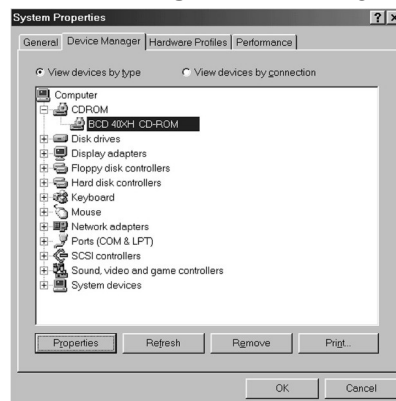 System Properties
General Device Manager Hardware Profiles Performance
View devices by type View devices by connection
Computer
CDROM
BCD 40XH CD-ROM
Disk drives
Display adapters
Floppy disk controllers
Hard disk controllers
Keyboard
Mouse
Network adapters
Ports (COM & LPT)
SCSI controllers
Sound, video and game controllers
System devices
Properties Refresh Remove Print...
OK Cancel